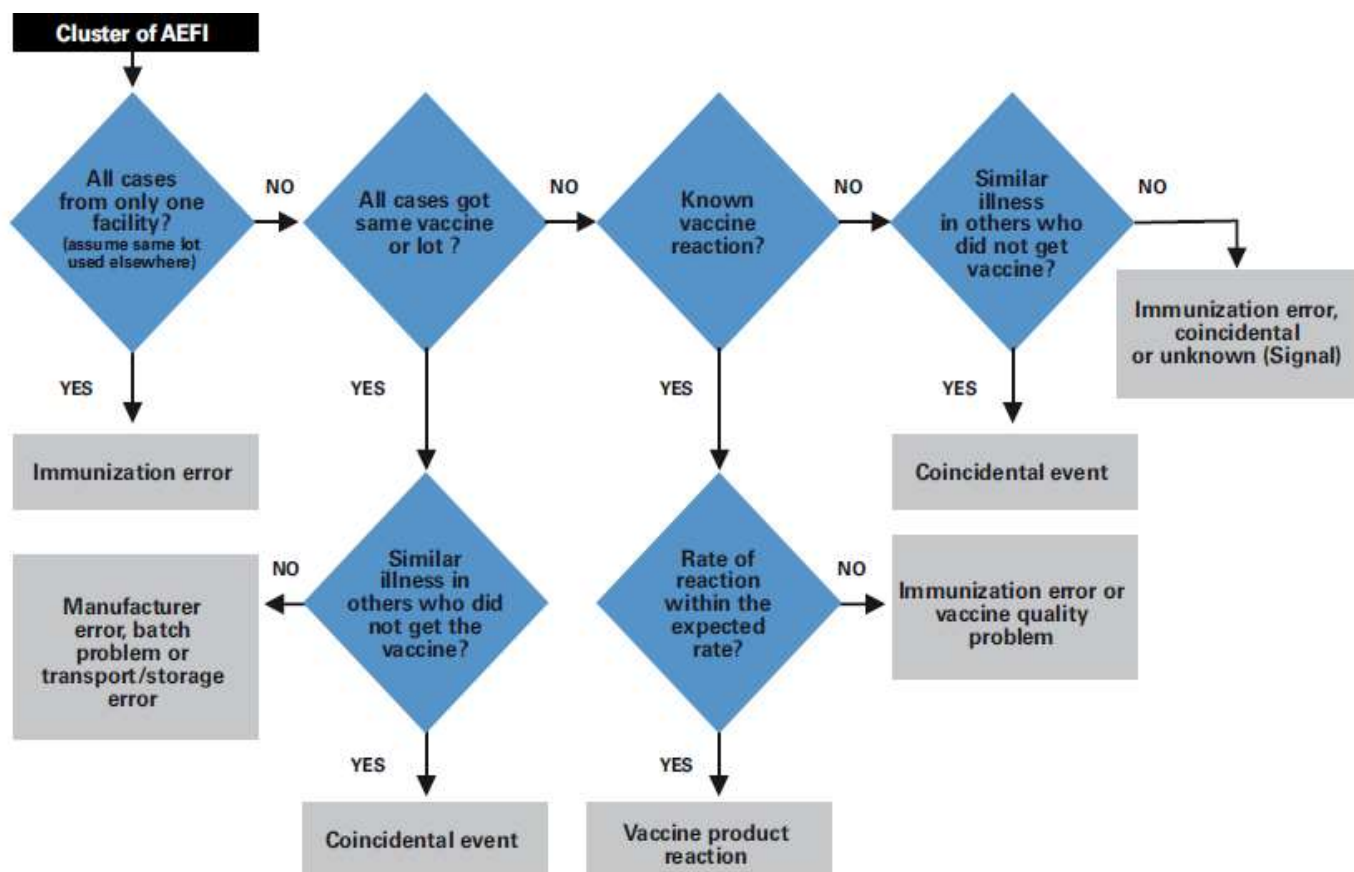 Cluster of AEFI
All cases
from only one
facility?
(assume same lot
used elsewhere)
NO
All cases got
same vaccine
or lot ?
NO
Known
vaccine
reaction?
NO
Similar
illness
in others who
did not get
vaccine?
NO
Immunization error,
coincidental
or unknown (Signal)
YES
YES
YES
YES
Immunization error
Coincidental event
Manufacturer
error, batch
problem or
transport/storage
error
NO
Similar
illness in
others who did
not get the
vaccine?
Rate of
reaction
within the
expected
rate?
NO
Immunization error or
vaccine quality
problem
YES
YES
Coincidental event
Vaccine product
reaction